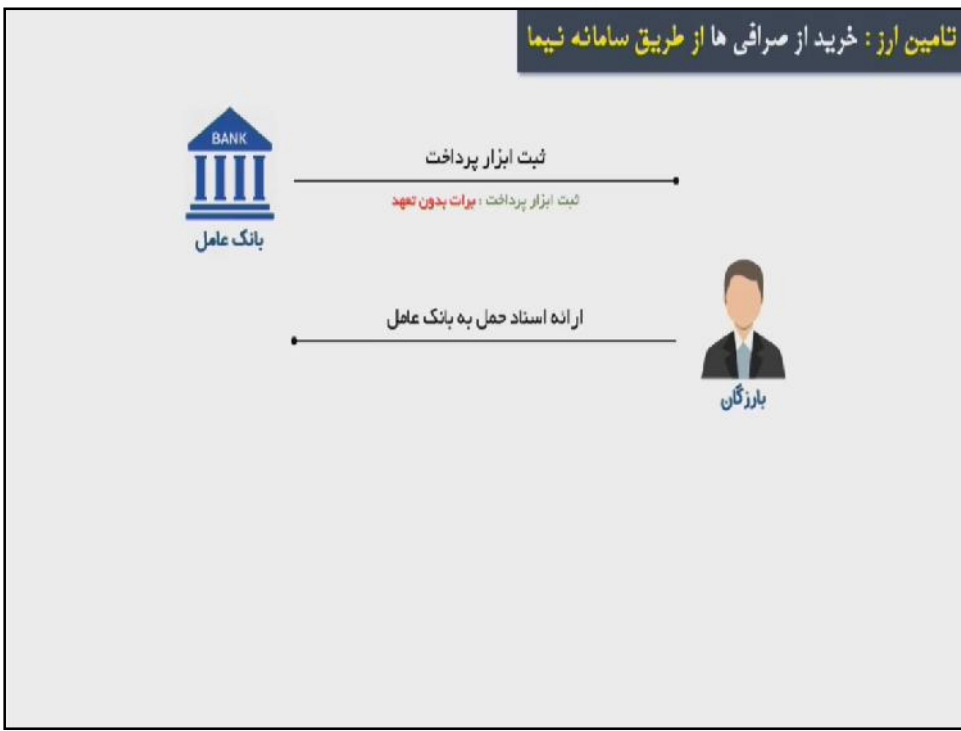 تامین ارز : خرید از صرافی ها از طریق سامانه نیما
BANK
بانک عامل
ثبت ابزار پرداخت
ثبت ابزار پرداخت : برات بدون تعهد
ارائه اسناد حمل به بانک عامل
بارزگان